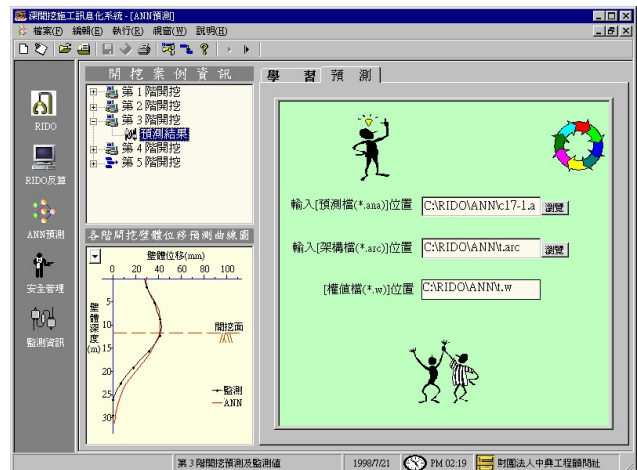 深開挖施工訊息化系統 - [ANN預測]
檔案(F) 編輯(E) 執行(R) 視窗(W) 說明(H)
開挖案例資訊
第 1 階開挖
第 2 階開挖
第 3 階開挖
預測結果
第 4 階開挖
第 5 階開挖
RIDO
RIDO反算
ANN預測
安全管理
監測資訊
各階開挖壁體位移預測曲線圖
壁體位移(mm)
0 20 40 60 80 100
壁體深度(m)
5
10
15
20
25
30
開挖面
監測
ANN
學習 預測
輸入[預測檔(*.ana)]位置 C:\RIDO\ANN\c17-1.a 瀏覽
輸入[架構檔(*.arc)]位置 C:\RIDO\ANN\t.arc 瀏覽
[權值檔(*.w)]位置 C:\RIDO\ANN\t.w
第 3 階開挖預測及監測值 1998/7/21 PM 02:19 財團法人中興工程顧問社